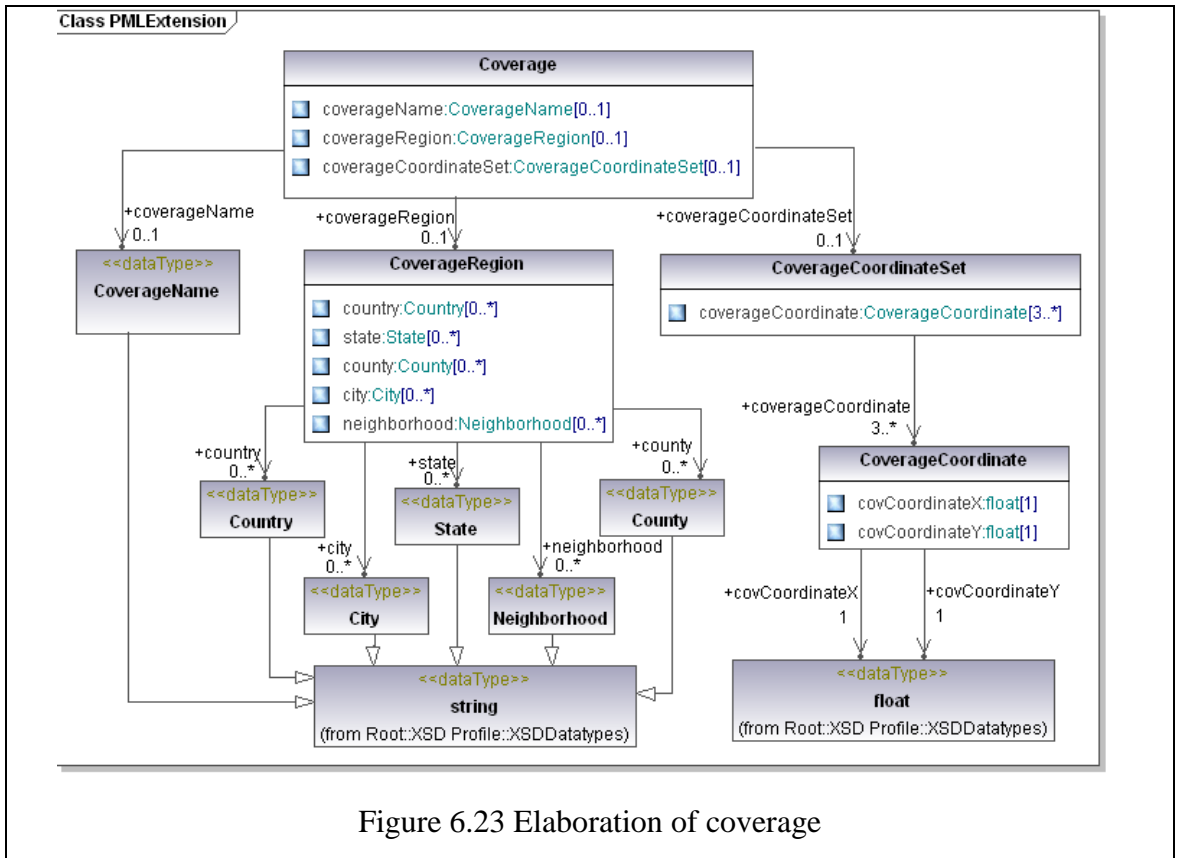 Class PMLExtension
Coverage
coverageName:CoverageName[0..1]
coverageRegion:CoverageRegion[0..1]
coverageCoordinateSet:CoverageCoordinateSet[0..1]
+coverageName
0..1
+coverageRegion
0..1
+coverageCoordinateSet
0..1
<<dataType>>
CoverageName
CoverageRegion
country:Country[0..*]
state:State[0..*]
county:County[0..*]
city:City[0..*]
neighborhood:Neighborhood[0..*]
CoverageCoordinateSet
coverageCoordinate:CoverageCoordinate[3..*]
+coverageCoordinate
3..*
+country
0..*
+state
0..*
+county
0..*
<<dataType>>
Country
<<dataType>>
State
<<dataType>>
County
CoverageCoordinate
covCoordinateX:float[1]
covCoordinateY:float[1]
+city
0..*
+neighborhood
0..*
<<dataType>>
City
<<dataType>>
Neighborhood
+covCoordinateX
1
+covCoordinateY
1
<<dataType>>
string
(from Root::XSD Profile::XSDDatatypes)
<<dataType>>
float
(from Root::XSD Profile::XSDDatatypes)
Figure 6.23 Elaboration of coverage